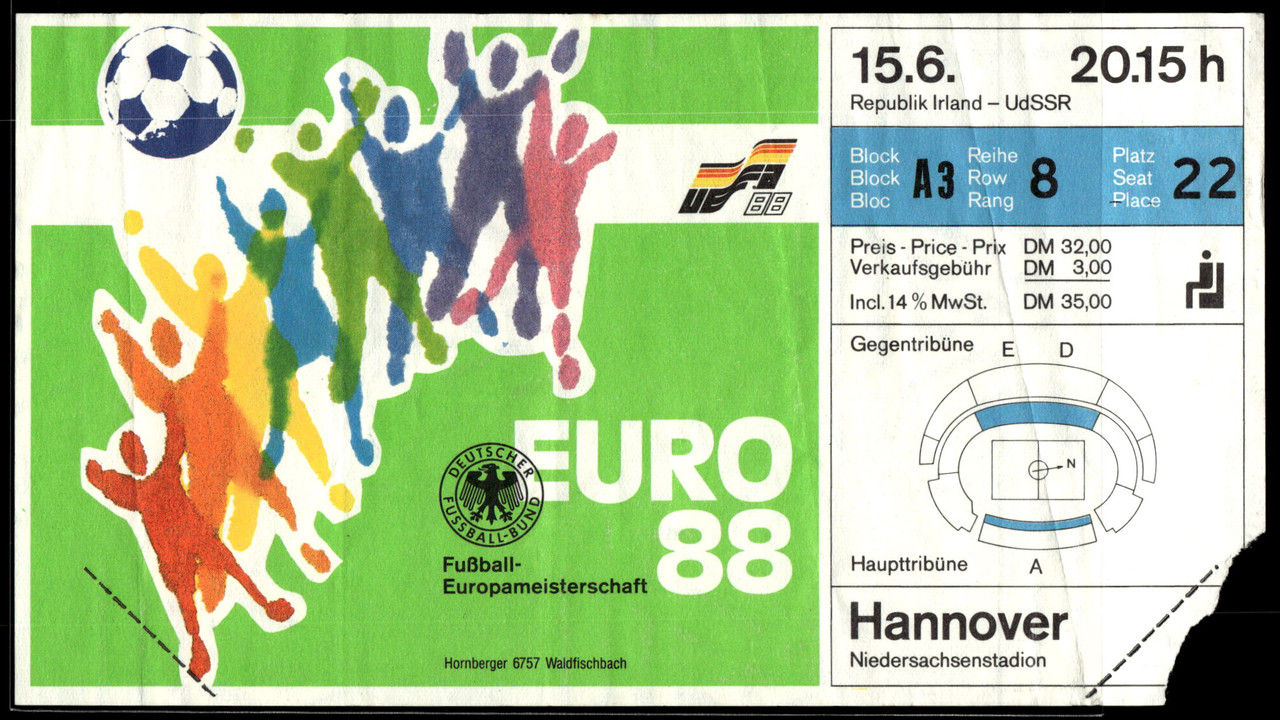 UEFA
88
EURO
88
DEUTSCHER
FUSSBALL-BUND
Fußball-
Europameisterschaft
Hornberger 6757 Waldfischbach
15.6. 20.15 h
Republik Irland – UdSSR
Block
Block
Bloc
A3
Reihe
Row
Rang
8
Platz
Seat
Place
22
Preis - Price - Prix DM 32,00
Verkaufsgebühr DM 3,00
Incl. 14 % MwSt. DM 35,00
Gegentribüne E D
N
Haupttribüne A
Hannover
Niedersachsenstadion